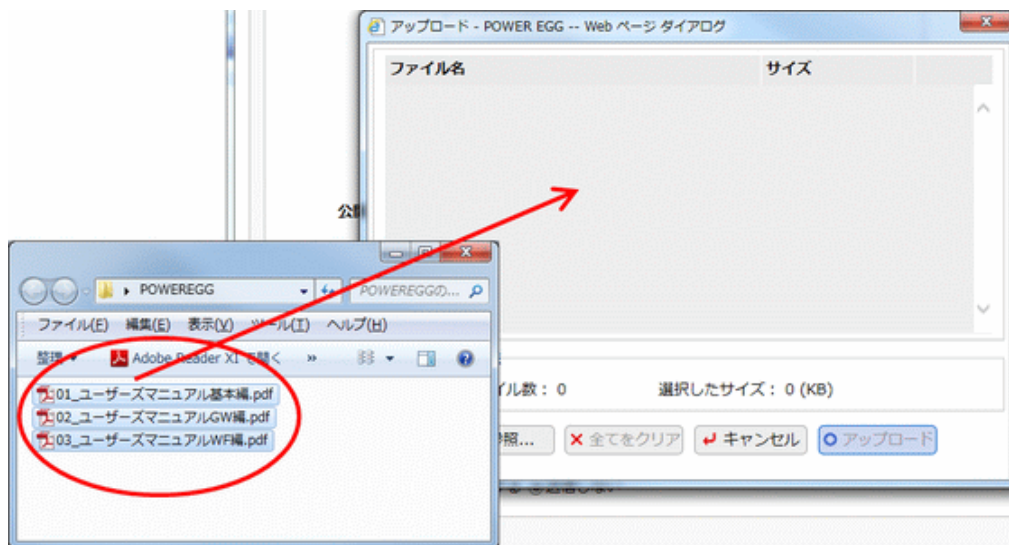 アップロード - POWER EGG -- Web ページ ダイアログ
ファイル名 サイズ
公開
POWEREGG POWEREGGの...
ファイル(E) 編集(E) 表示(V) ツール(T) ヘルプ(H)
整理 Adobe Reader XI で開く »
01_ユーザーズマニュアル基本編.pdf
02_ユーザーズマニュアルGW編.pdf
03_ユーザーズマニュアルWF編.pdf
イル数: 0 選択したサイズ: 0 (KB)
照... 全てをクリア キャンセル アップロード